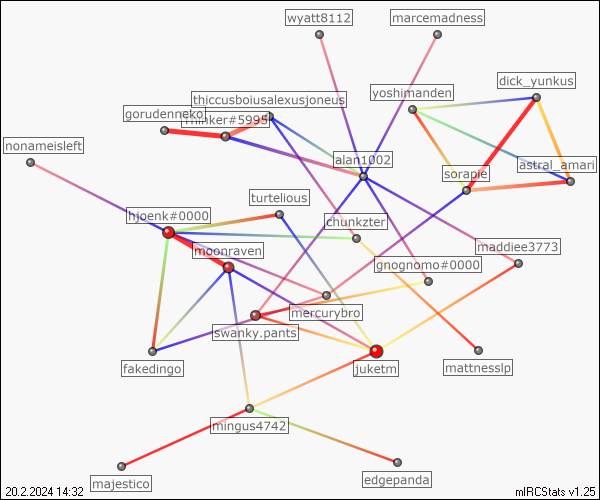 wyatt8112
marcemadness
dick_yunkus
yoshimanden
thiccusboiusalexusjoneus
gorudenneko
Thinker#5995
nonameisleft
alan1002
astral_amari
sorapie
turtelious
hjoenk#0000
chunkzter
moonraven
maddiee3773
gnognomo#0000
mercurybro
swanky.pants
fakedingo
juketm
mattnesslp
mingus4742
edgepanda
majestico
20.2.2024 14:32
mIRCStats v1.25